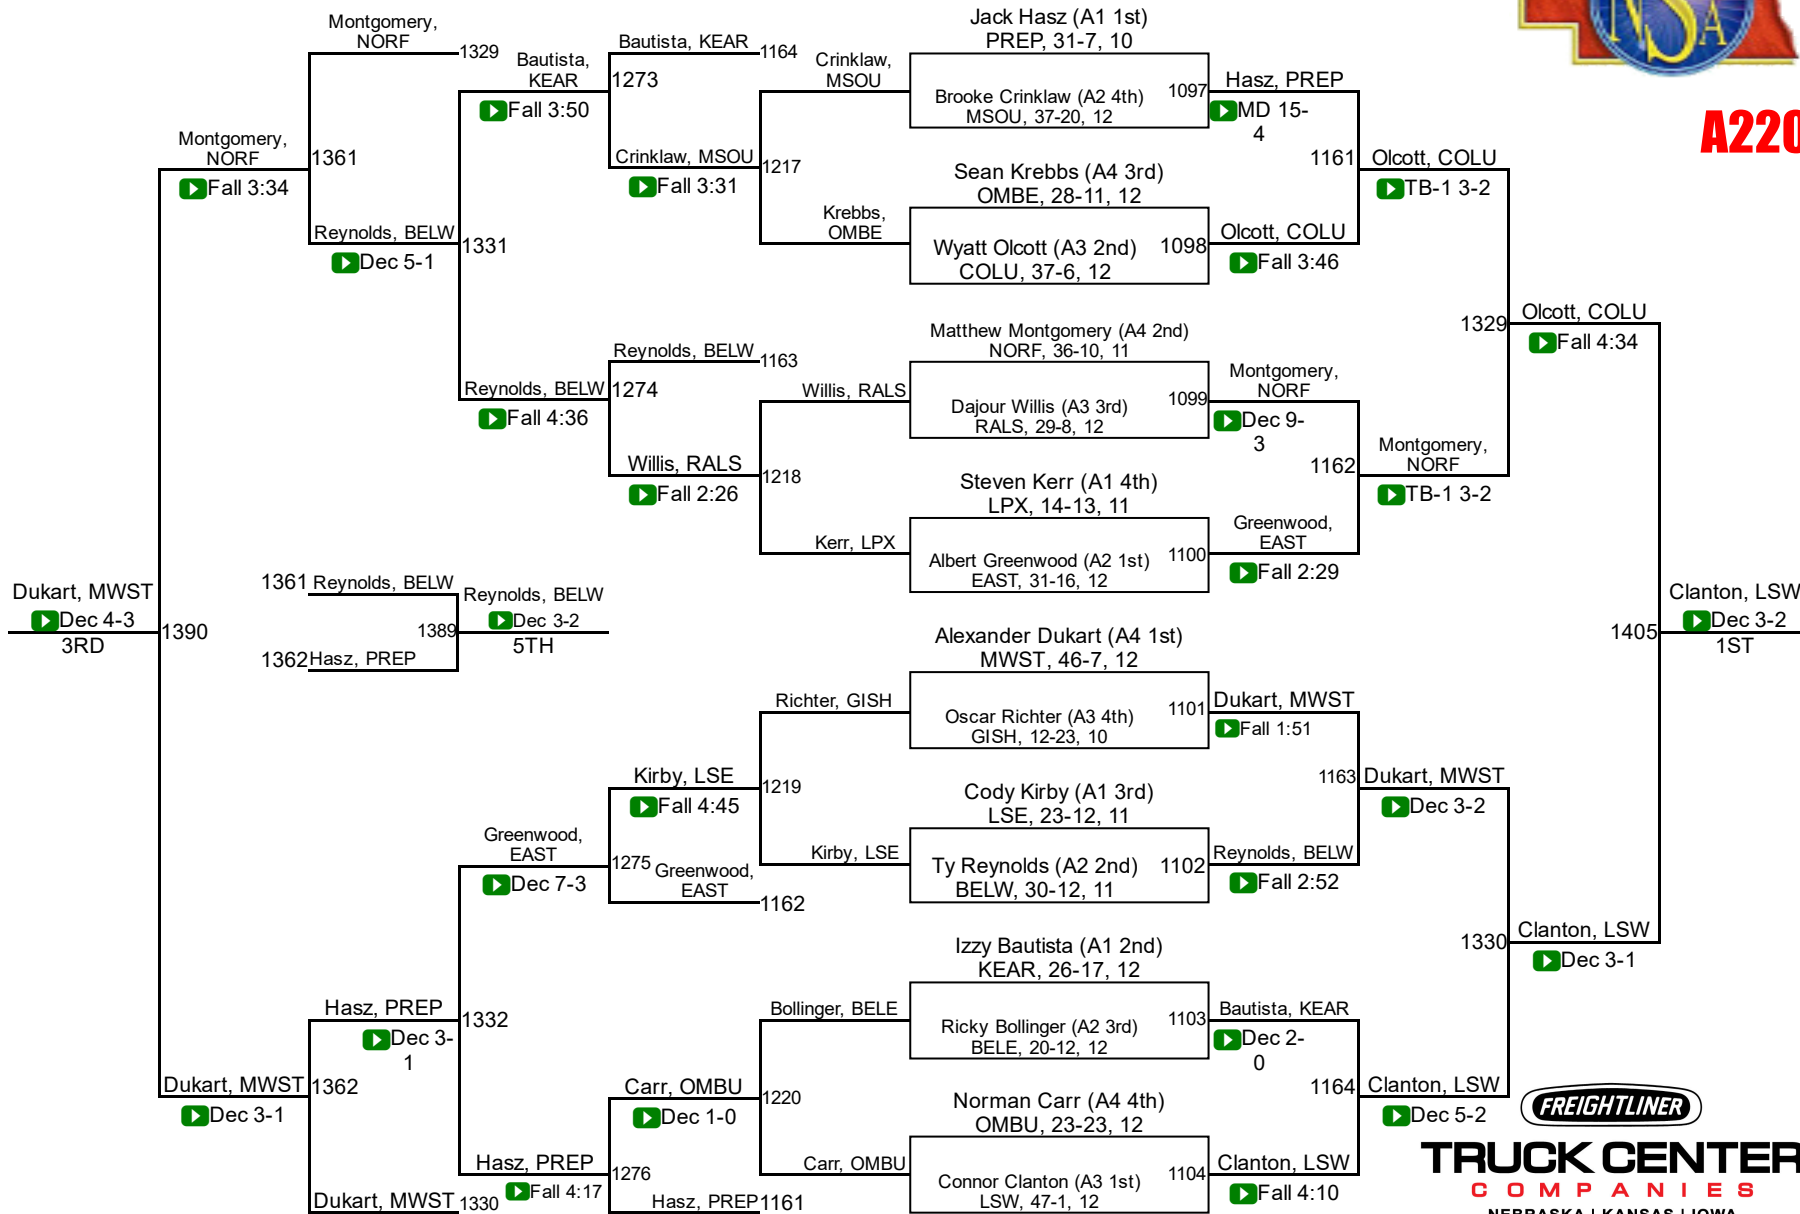 Montgomery,
NORF
1329
Bautista,
KEAR
Fall 3:50
Bautista, KEAR
1164
1273
Crinklaw,
MSOU
Jack Hasz (A1 1st)
PREP, 31-7, 10
Brooke Crinklaw (A2 4th)
MSOU, 37-20, 12
1097
Hasz, PREP
MD 15-
4
NSA
A220
Montgomery,
NORF
Fall 3:34
1361
Crinklaw, MSOU
Fall 3:31
1217
Sean Krebbs (A4 3rd)
OMBE, 28-11, 12
1161
Olcott, COLU
TB-1 3-2
Reynolds, BELW
Dec 5-1
1331
Krebbs,
OMBE
Wyatt Olcott (A3 2nd)
COLU, 37-6, 12
1098
Olcott, COLU
Fall 3:46
1329
Olcott, COLU
Fall 4:34
Reynolds, BELW
1163
Matthew Montgomery (A4 2nd)
NORF, 36-10, 11
Reynolds, BELW
Fall 4:36
1274
Willis, RALS
Dajour Willis (A3 3rd)
RALS, 29-8, 12
1099
Montgomery,
NORF
Dec 9-
3
Willis, RALS
Fall 2:26
1218
Steven Kerr (A1 4th)
LPX, 14-13, 11
1162
Montgomery,
NORF
TB-1 3-2
Kerr, LPX
Albert Greenwood (A2 1st)
EAST, 31-16, 12
1100
Greenwood,
EAST
Fall 2:29
Dukart, MWST
Dec 4-3
3RD
1390
1361
Reynolds, BELW
1362
Hasz, PREP
1389
Reynolds, BELW
Dec 3-2
5TH
1405
Clanton, LSW
Dec 3-2
1ST
Alexander Dukart (A4 1st)
MWST, 46-7, 12
Richter, GISH
Oscar Richter (A3 4th)
GISH, 12-23, 10
1101
Dukart, MWST
Fall 1:51
Kirby, LSE
Fall 4:45
1219
Cody Kirby (A1 3rd)
LSE, 23-12, 11
1163
Dukart, MWST
Dec 3-2
Greenwood,
EAST
Dec 7-3
1275
Greenwood,
EAST
1162
Kirby, LSE
Ty Reynolds (A2 2nd)
BELW, 30-12, 11
1102
Reynolds, BELW
Fall 2:52
1330
Clanton, LSW
Dec 3-1
Izzy Bautista (A1 2nd)
KEAR, 26-17, 12
Hasz, PREP
Dec 3-
1
1332
Bollinger, BELE
Ricky Bollinger (A2 3rd)
BELE, 20-12, 12
1103
Bautista, KEAR
Dec 2-
0
Dukart, MWST
Dec 3-1
1362
Carr, OMBU
Dec 1-0
1220
Norman Carr (A4 4th)
OMBU, 23-23, 12
1164
Clanton, LSW
Dec 5-2
Hasz, PREP
Fall 4:17
1276
Carr, OMBU
Connor Clanton (A3 1st)
LSW, 47-1, 12
1104
Clanton, LSW
Fall 4:10
Dukart, MWST
1330
Hasz, PREP
1161
FREIGHTLINER
TRUCK CENTER
COMPANIES
NEBRASKA | KANSAS | IOWA